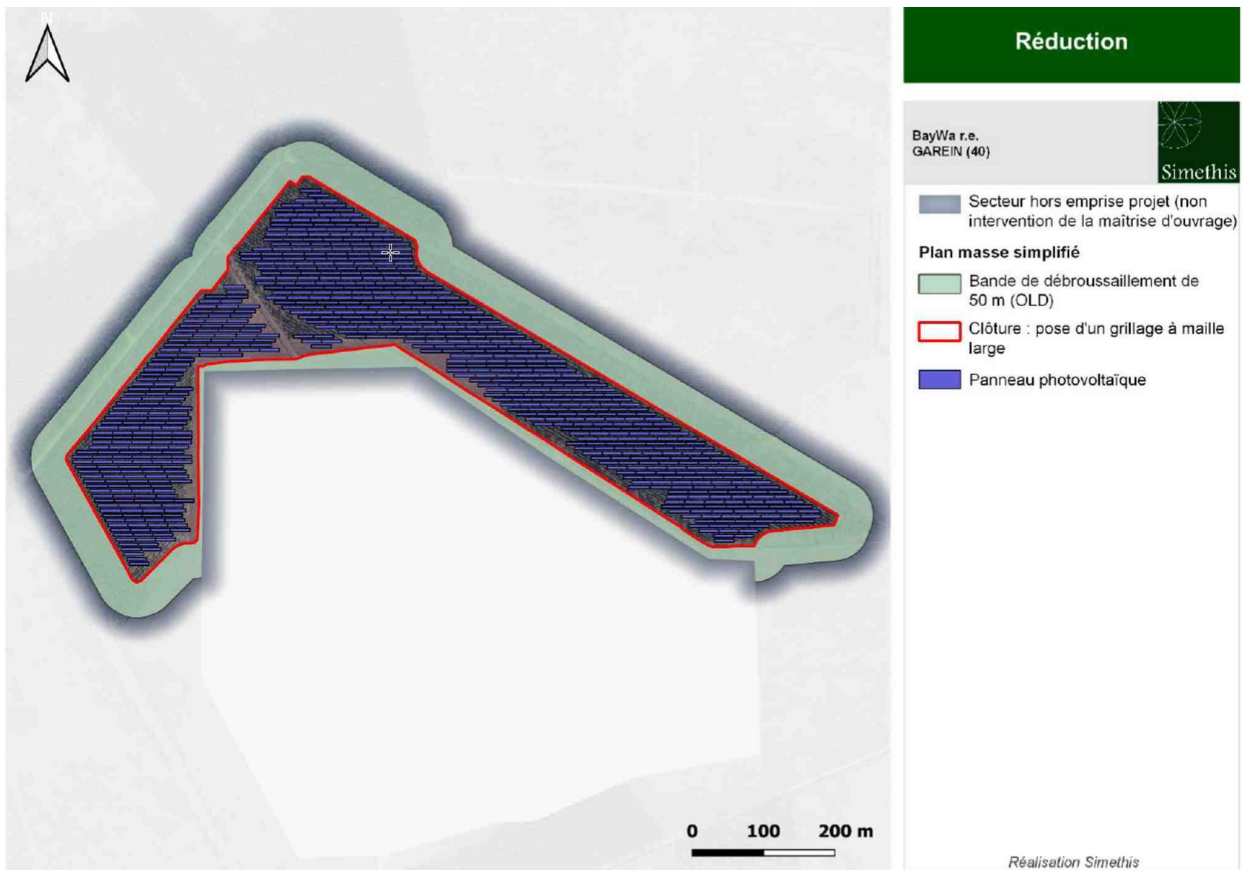 N
Réduction
BayWa r.e.
GAREIN (40)
Simethis
Secteur hors emprise projet (non
intervention de la maîtrise d'ouvrage)
Plan masse simplifié
Bande de débroussaillement de
50 m (OLD)
Clôture : pose d'un grillage à maille
large
Panneau photovoltaïque
0 100 200 m
Réalisation Simethis